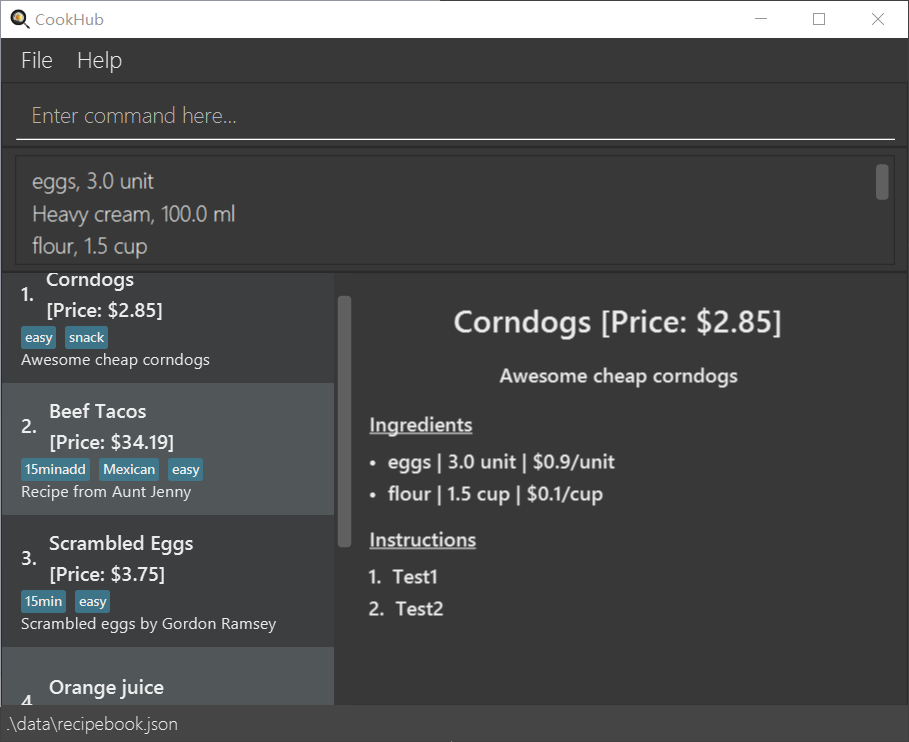 CookHub
File Help
Enter command here...
eggs, 3.0 unit
Heavy cream, 100.0 ml
flour, 1.5 cup
1. Corndogs
[Price: $2.85]
easy snack
Awesome cheap corndogs
2. Beef Tacos
[Price: $34.19]
15minadd Mexican easy
Recipe from Aunt Jenny
3. Scrambled Eggs
[Price: $3.75]
15min easy
Scrambled eggs by Gordon Ramsey
4. Orange juice
Corndogs [Price: $2.85]
Awesome cheap corndogs
Ingredients
• eggs | 3.0 unit | $0.9/unit
• flour | 1.5 cup | $0.1/cup
Instructions
1. Test1
2. Test2
.\data\recipebook.json